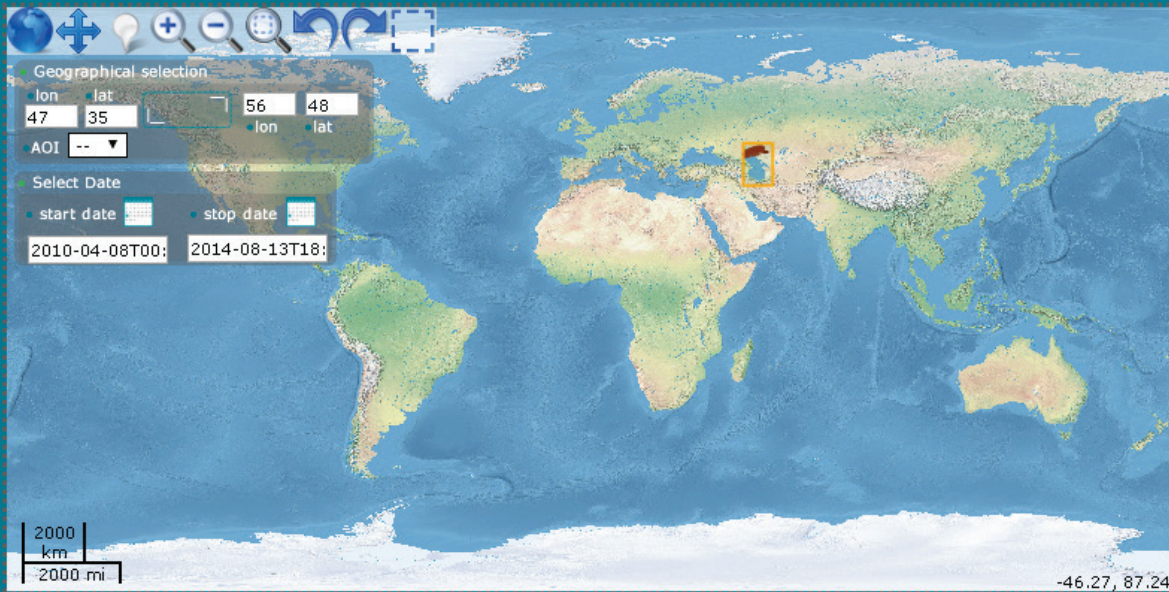 Geographical selection
lon lat
47 35 56 48
lon lat
AOI -- ▼
Select Date
start date stop date
2010-04-08T00: 2014-08-13T18:
2000
km
2000 mi
-46.27, 87.24